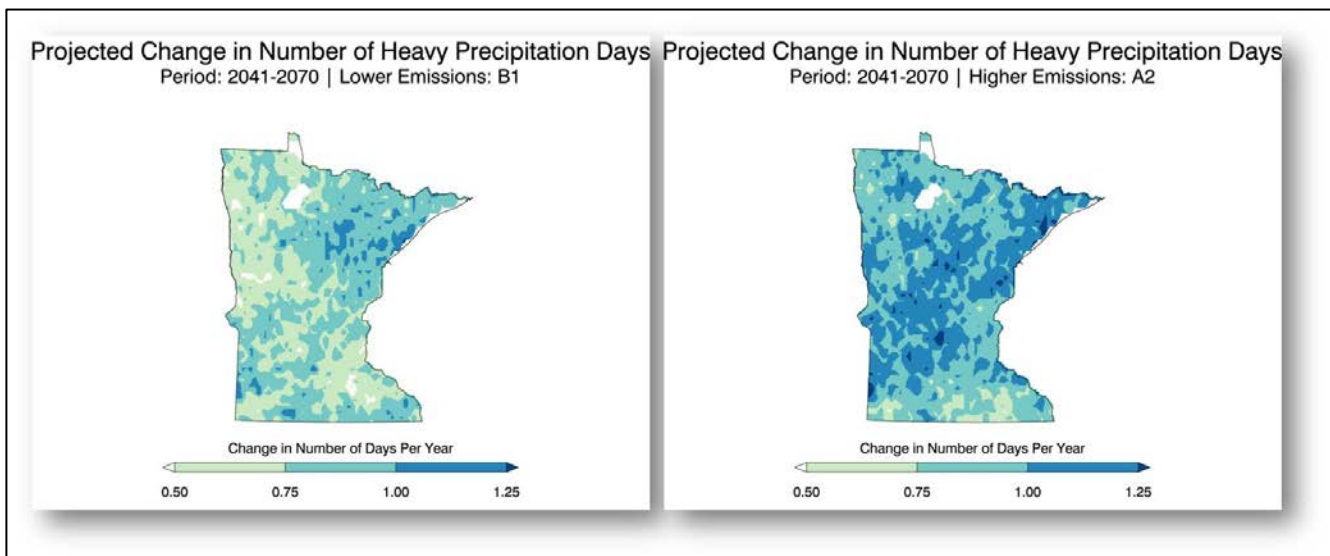 Projected Change in Number of Heavy Precipitation Days
Period: 2041-2070 | Lower Emissions: B1
Change in Number of Days Per Year
0.50 0.75 1.00 1.25
Projected Change in Number of Heavy Precipitation Days
Period: 2041-2070 | Higher Emissions: A2
Change in Number of Days Per Year
0.50 0.75 1.00 1.25